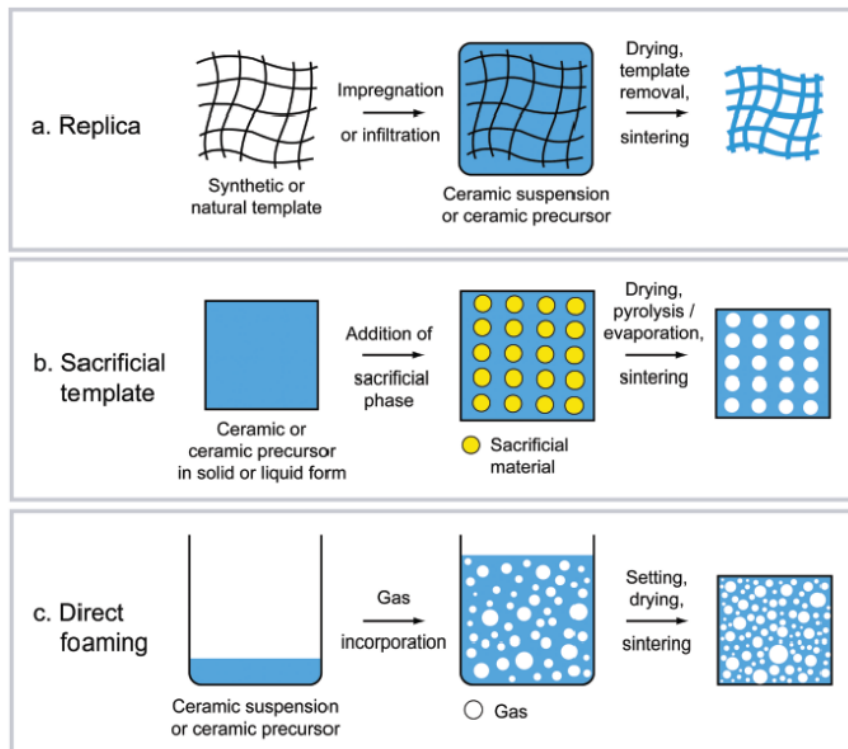 a. Replica
Synthetic or
natural template
Impregnation
or infiltration
Ceramic suspension
or ceramic precursor
Drying,
template
removal,
sintering
b. Sacrificial
template
Ceramic or
ceramic precursor
in solid or liquid form
Addition of
sacrificial
phase
Sacrificial
material
Drying,
pyrolysis /
evaporation,
sintering
c. Direct
foaming
Ceramic suspension
or ceramic precursor
Gas
incorporation
Gas
Setting,
drying,
sintering